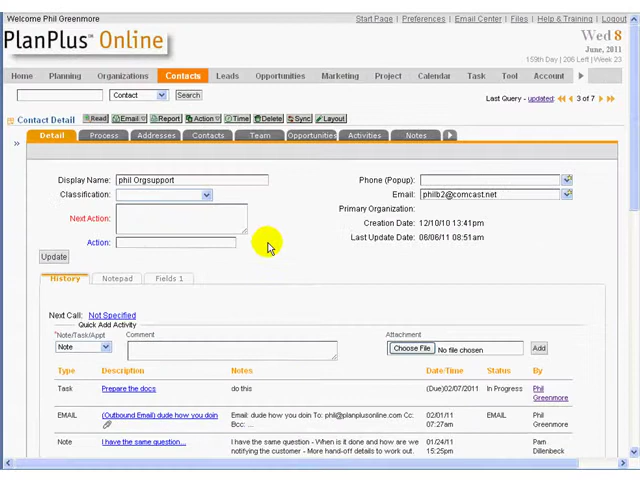 Welcome Phil Greenmore
Start Page | Preferences | Email Center | Files | Help & Training | Logout
PlanPlus™ Online
Wed 8
June, 2011
159th Day | 206 Left | Week 23
Home Planning Organizations Contacts Leads Opportunities Marketing Project Calendar Task Tool Account
Contact Search
Last Query - updated: 3 of 7
Contact Detail Read Email Report Action Time Delete Sync Layout
Detail Process Addresses Contacts Team Opportunities Activities Notes
Display Name: phil Orgsupport
Phone (Popup):
Classification:
Email: philb2@comcast.net
Next Action:
Primary Organization:
Creation Date: 12/10/10 13:41pm
Action:
Last Update Date: 06/06/11 08:51am
Update
History Notepad Fields 1
Next Call: Not Specified
Quick Add Activity
*Note/Task/Appt Comment Attachment
Note Choose File No file chosen Add
Type Description Notes Date/Time Status By
Task Prepare the docs do this (Due)02/07/2011 In Progress Phil Greenmore
EMAIL (Outbound Email) dude how you doin Email: dude how you doin To: phil@planplusonline.com Cc: Bcc: ... 02/01/11 07:27am EMAIL Phil Greenmore
Note I have the same question... I have the same question - When is it done and how are we notifying the customer - More hand-off details to work out. 01/24/11 15:25pm Pam Dillenbeck